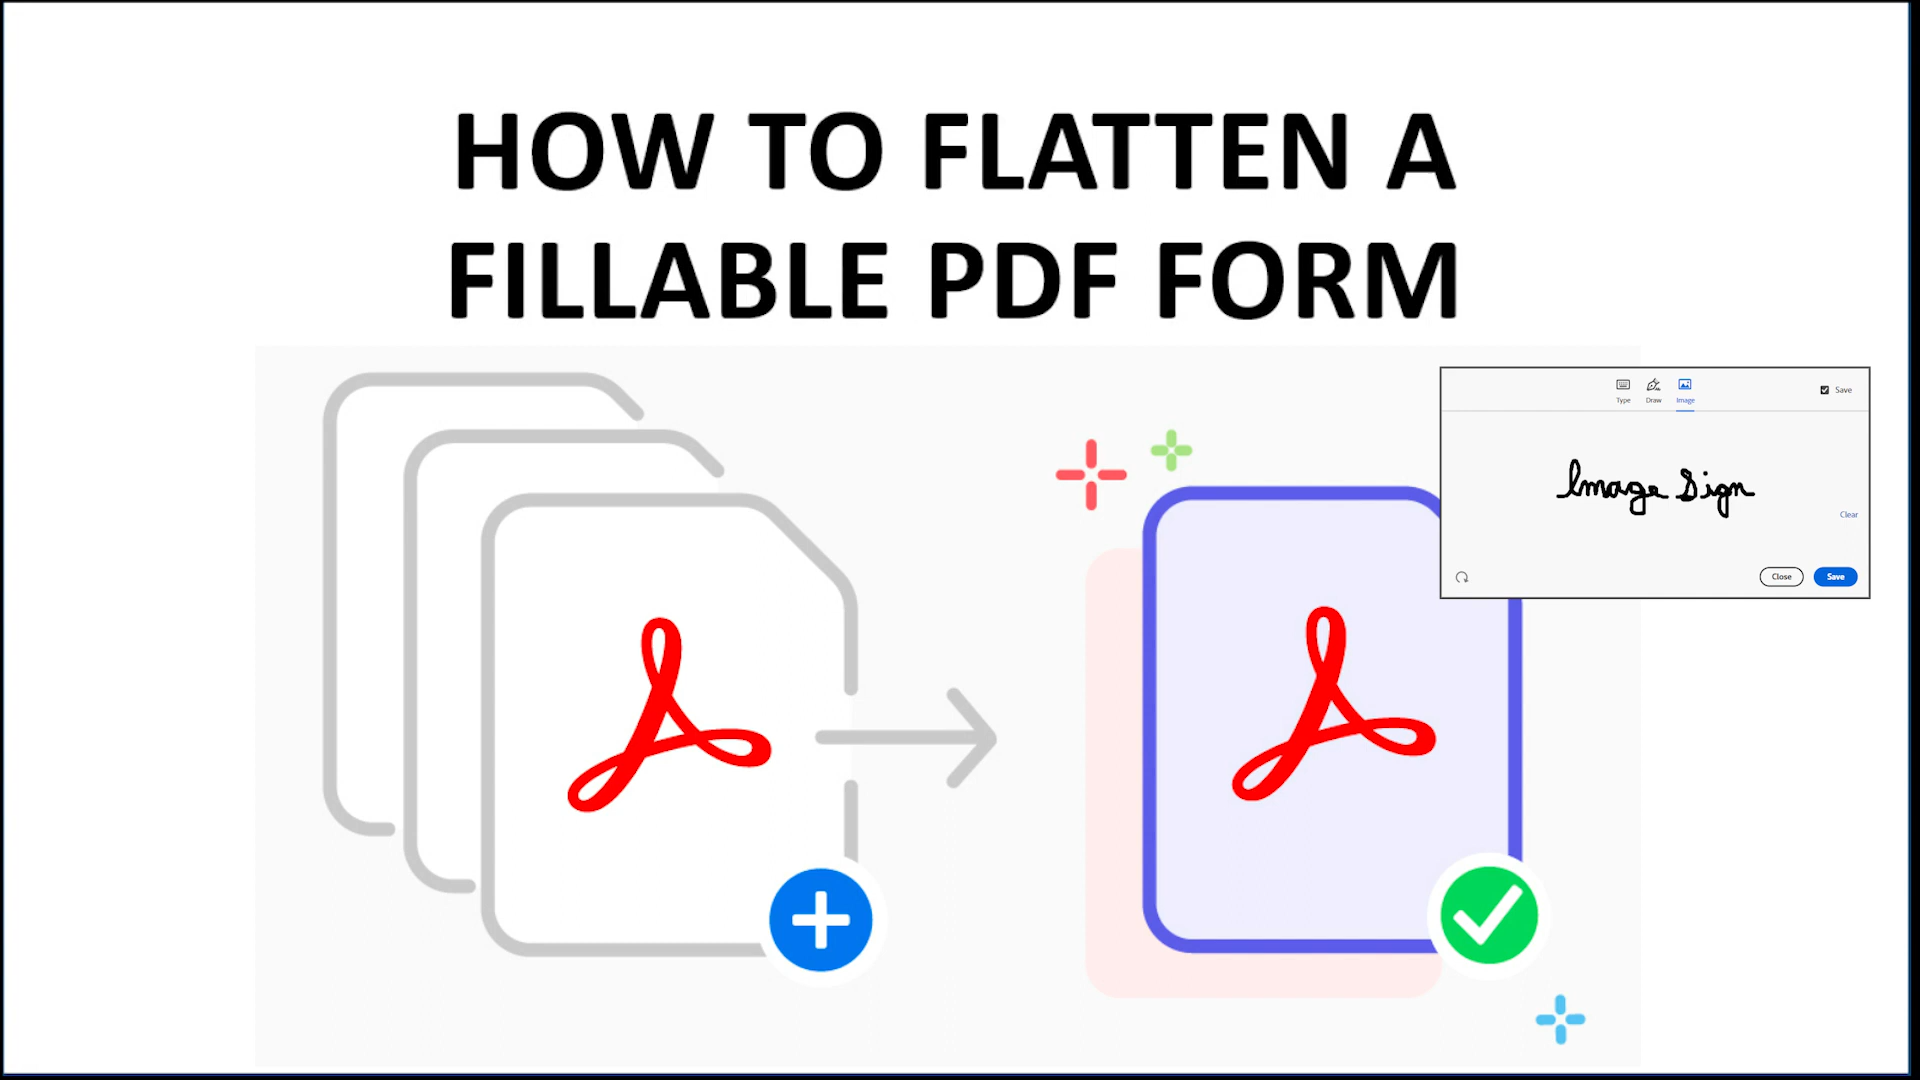 HOW TO FLATTEN A
FILLABLE PDF FORM
Type Draw Image Save
Image Sign
Clear
Close Save